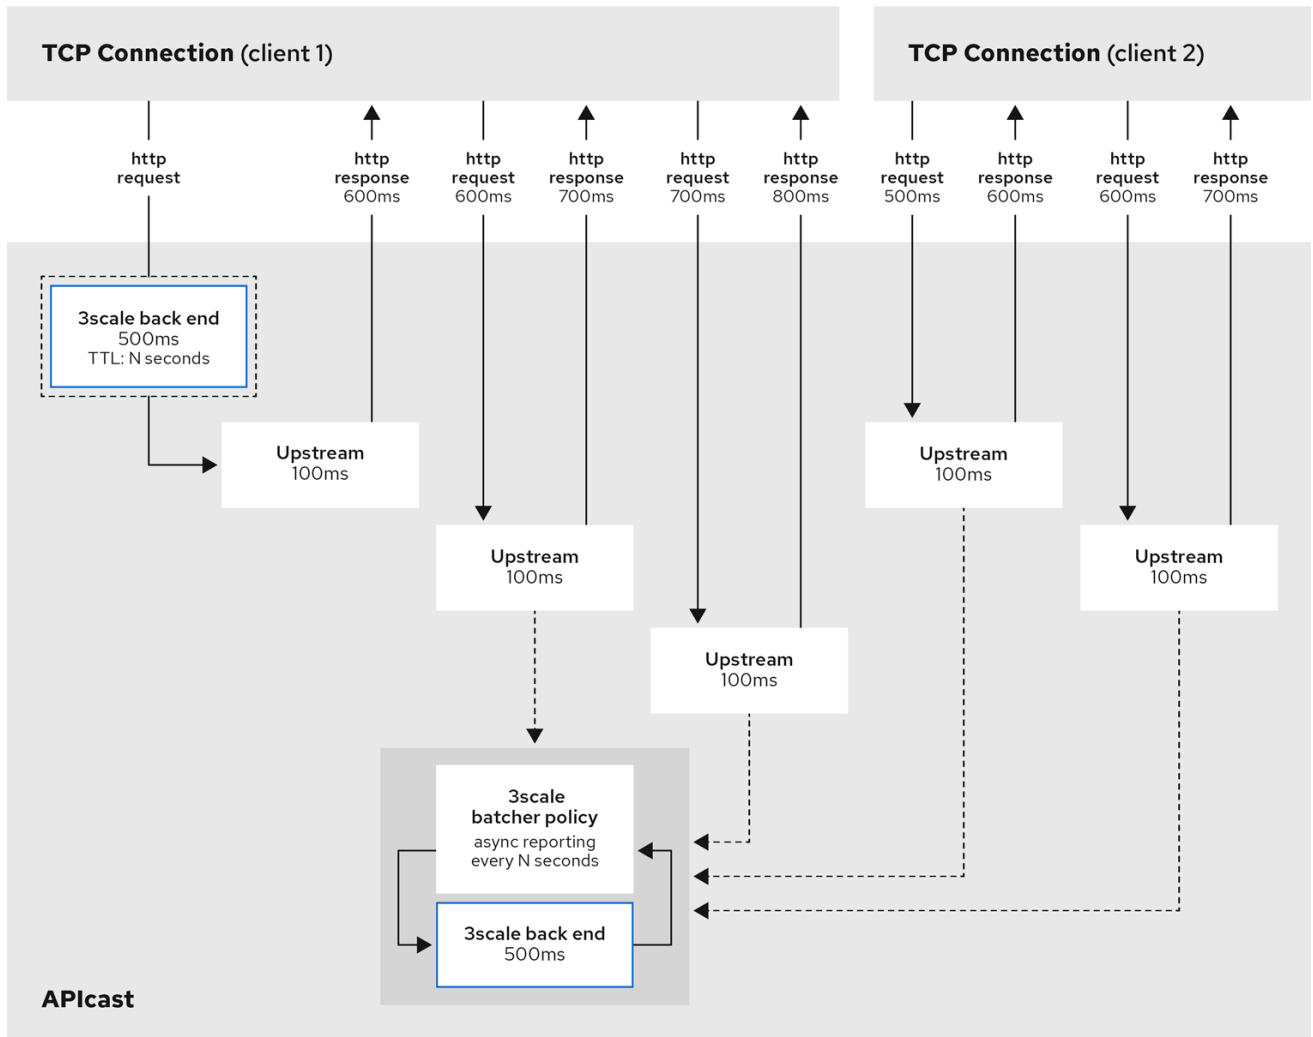 TCP Connection (client 1)
TCP Connection (client 2)
http
request
http
response
600ms
http
request
600ms
http
response
700ms
http
request
700ms
http
response
800ms
http
request
500ms
http
response
600ms
http
request
600ms
http
response
700ms
3scale back end
500ms
TTL: N seconds
Upstream
100ms
Upstream
100ms
Upstream
100ms
Upstream
100ms
Upstream
100ms
3scale
batcher policy
async reporting
every N seconds
3scale back end
500ms
APIcast